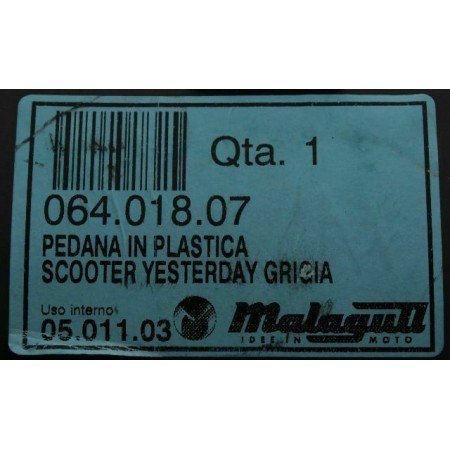 Qta. 1
064.018.07
PEDANA IN PLASTICA
SCOOTER YESTERDAY GRIGIA
Uso interno
05.011.03
Malaguti
IDEE IN MOTO